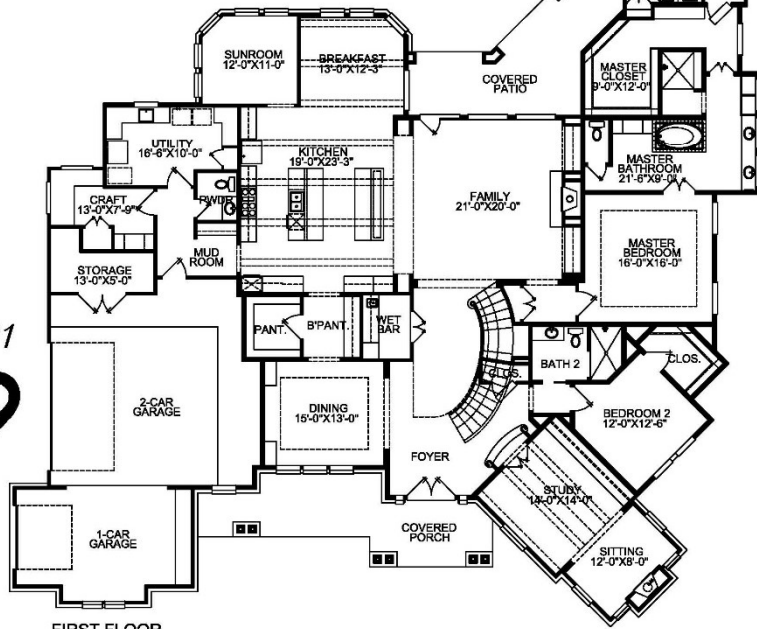 SUNROOM
12'-0"X11-0"
BREAKFAST
13'-0"X12'-3"
COVERED
PATIO
MASTER
CLOSET
9'-0"X12'-0"
UTILITY
16'-6"X10'-0"
KITCHEN
19'-0"X23'-3"
MASTER
BATHROOM
21'-6"X9'-0"
CRAFT
13'-0"X7'-9"
PWDR
FAMILY
21'-0"X20'-0"
MUD
ROOM
MASTER
BEDROOM
16'-0"X16'-0"
STORAGE
13'-0"X5'-0"
1
PANT.
B'PANT.
WET
BAR
BATH 2
CLOS.
CLOS.
2-CAR
GARAGE
DINING
15'-0"X13'-0"
BEDROOM 2
12'-0"X12'-6"
FOYER
STUDY
14'-0"X14'-0"
1-CAR
GARAGE
COVERED
PORCH
SITTING
12'-0"X8'-0"
FIRST FLOOR